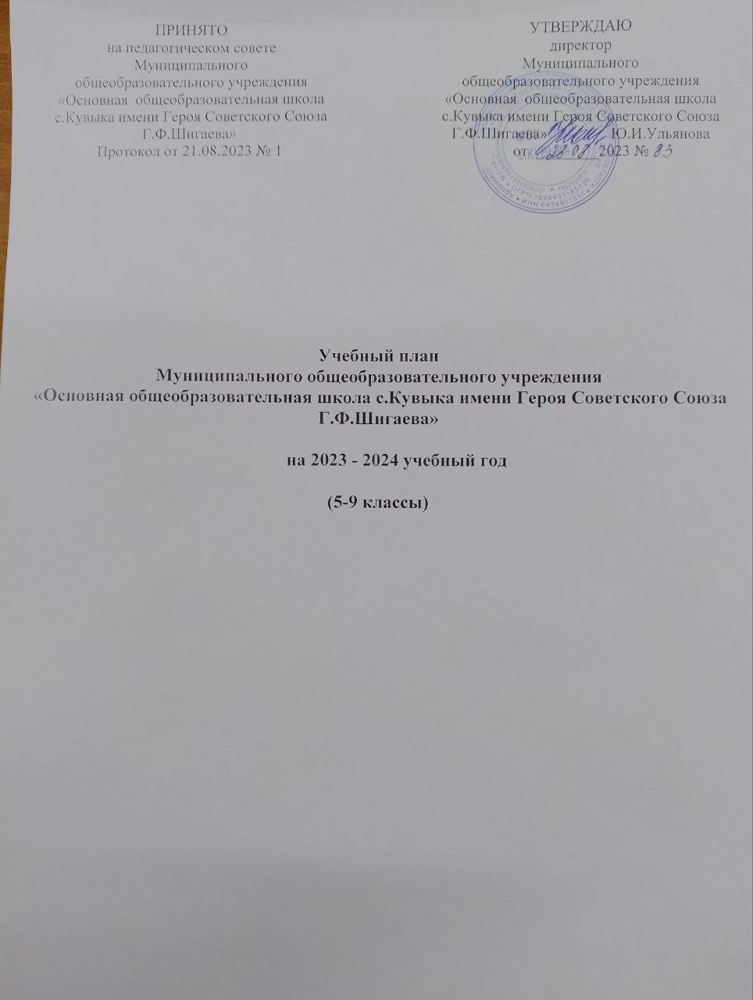 ПРИНЯТО
на педагогическом совете
Муниципального
общеобразовательного учреждения
«Основная общеобразовательная школа
с.Кувыка имени Героя Советского Союза
Г.Ф.Шигаева»
Протокол от 21.08.2023 № 1
УТВЕРЖДАЮ
директор
Муниципального
общеобразовательного учреждения
«Основная общеобразовательная школа
с.Кувыка имени Героя Советского Союза
Г.Ф.Шигаева» Ю.И.Ульянова
от 28.08 2023 № 83
Учебный план
Муниципального общеобразовательного учреждения
«Основная общеобразовательная школа с.Кувыка имени Героя Советского Союза
Г.Ф.Шигаева»
на 2023 - 2024 учебный год
(5-9 классы)